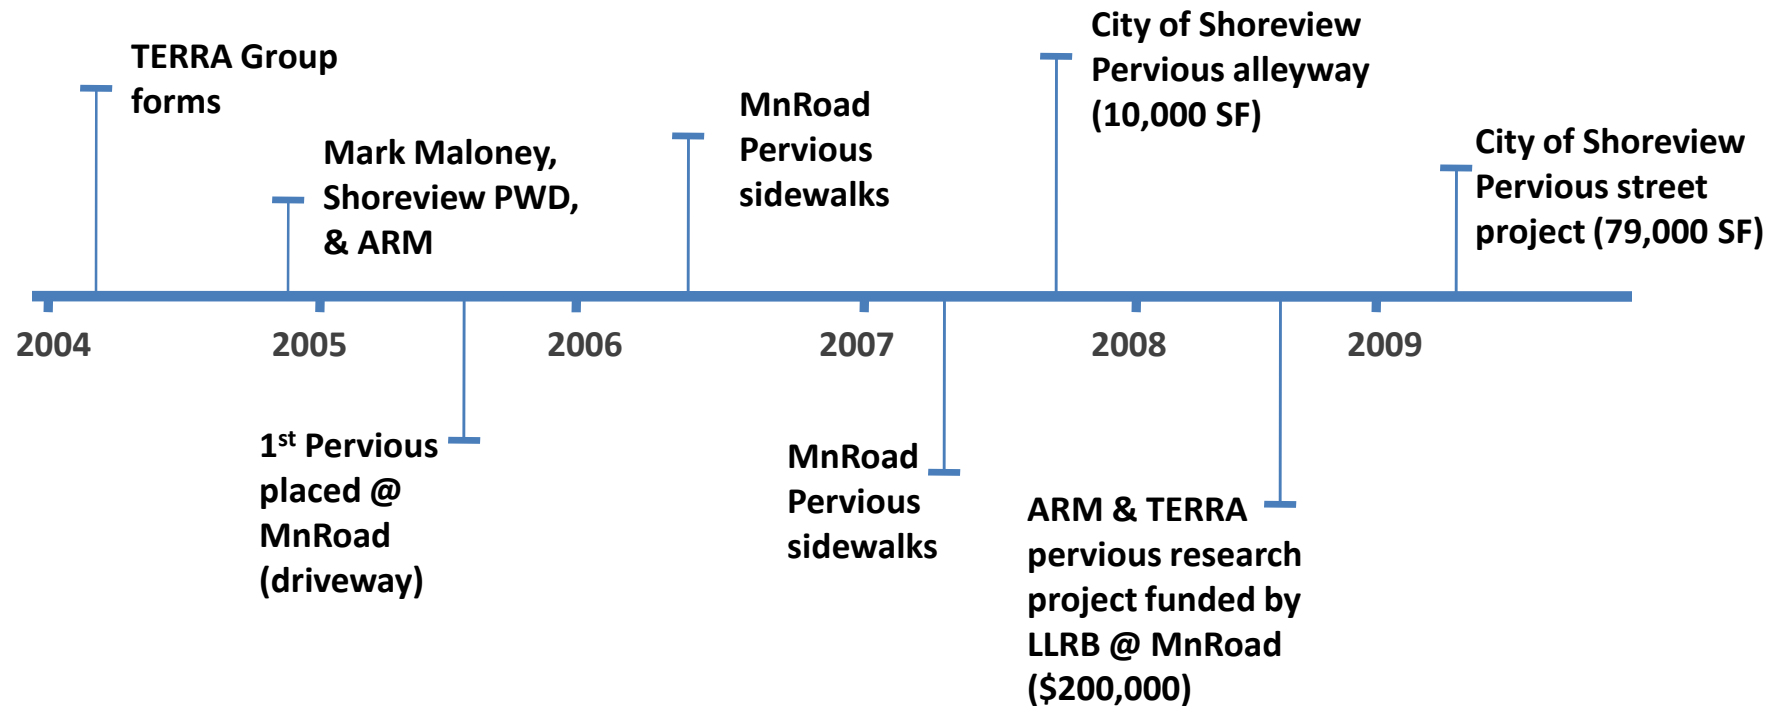 TERRA Group
forms
Mark Maloney,
Shoreview PWD,
& ARM
MnRoad
Pervious
sidewalks
City of Shoreview
Pervious alleyway
(10,000 SF)
City of Shoreview
Pervious street
project (79,000 SF)
2004
2005
2006
2007
2008
2009
1st Pervious
placed @
MnRoad
(driveway)
MnRoad
Pervious
sidewalks
ARM & TERRA
pervious research
project funded by
LLRB @ MnRoad
($200,000)